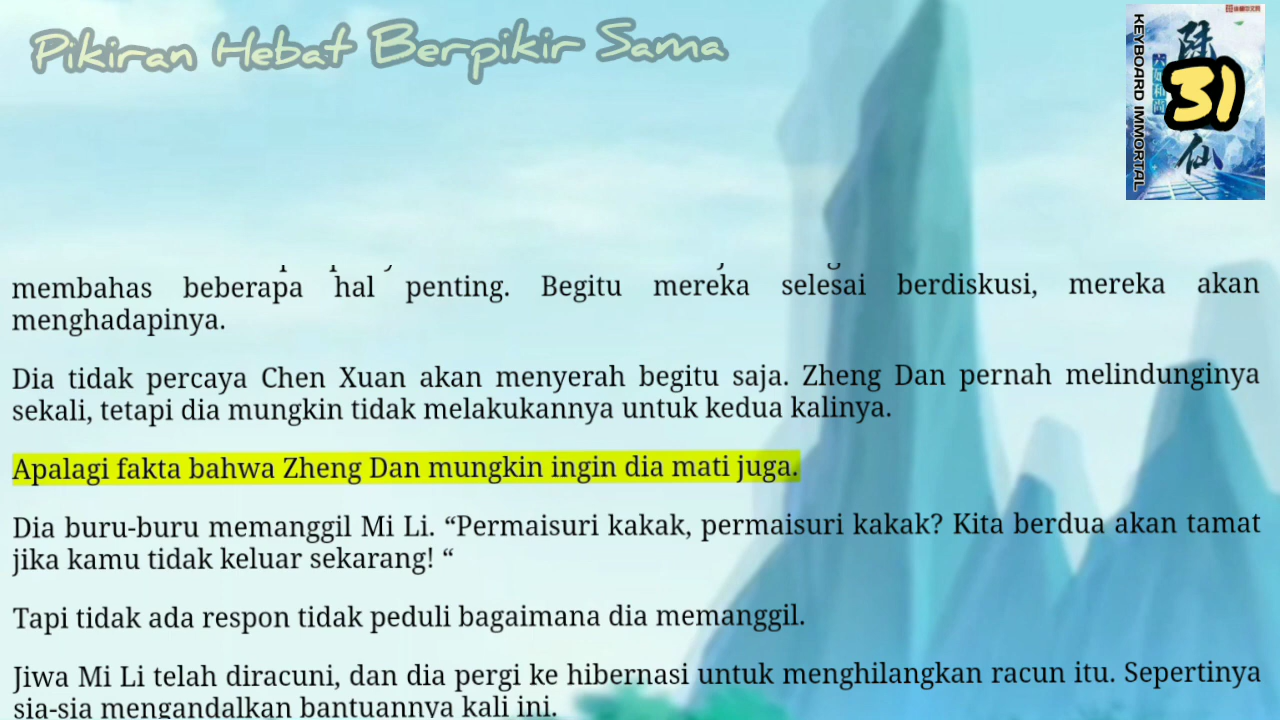 Pikiran Hebat Berpikir Sama
KEYBOARD IMMORTAL
31
仙
membahas beberapa hal penting. Begitu mereka selesai berdiskusi, mereka akan
menghadapinya.
Dia tidak percaya Chen Xuan akan menyerah begitu saja. Zheng Dan pernah melindunginya
sekali, tetapi dia mungkin tidak melakukannya untuk kedua kalinya.
Apalagi fakta bahwa Zheng Dan mungkin ingin dia mati juga.
Dia buru-buru memanggil Mi Li. “Permaisuri kakak, permaisuri kakak? Kita berdua akan tamat
jika kamu tidak keluar sekarang! “
Tapi tidak ada respon tidak peduli bagaimana dia memanggil.
Jiwa Mi Li telah diracuni, dan dia pergi ke hibernasi untuk menghilangkan racun itu. Sepertinya
sia-sia mengandalkan bantuannya kali ini.